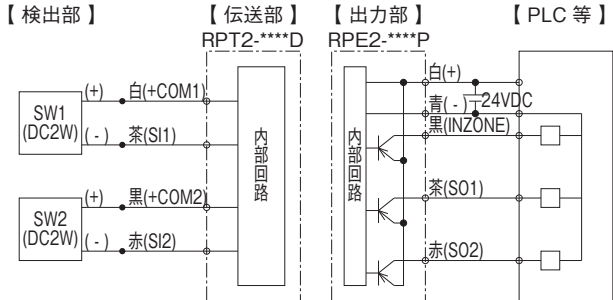 【 検出部 】 【 伝送部 】 【 出力部 】 【 PLC 等 】
RPT2-****D RPE2-****P
SW1
(DC2W)
(+) 白(+COM1)
( - ) 茶(SI1)
SW2
(DC2W)
(+) 黒(+COM2)
( - ) 赤(SI2)
内部回路
内部回路
白(+)
青( - ) 24VDC
黒(INZONE)
茶(SO1)
赤(SO2)